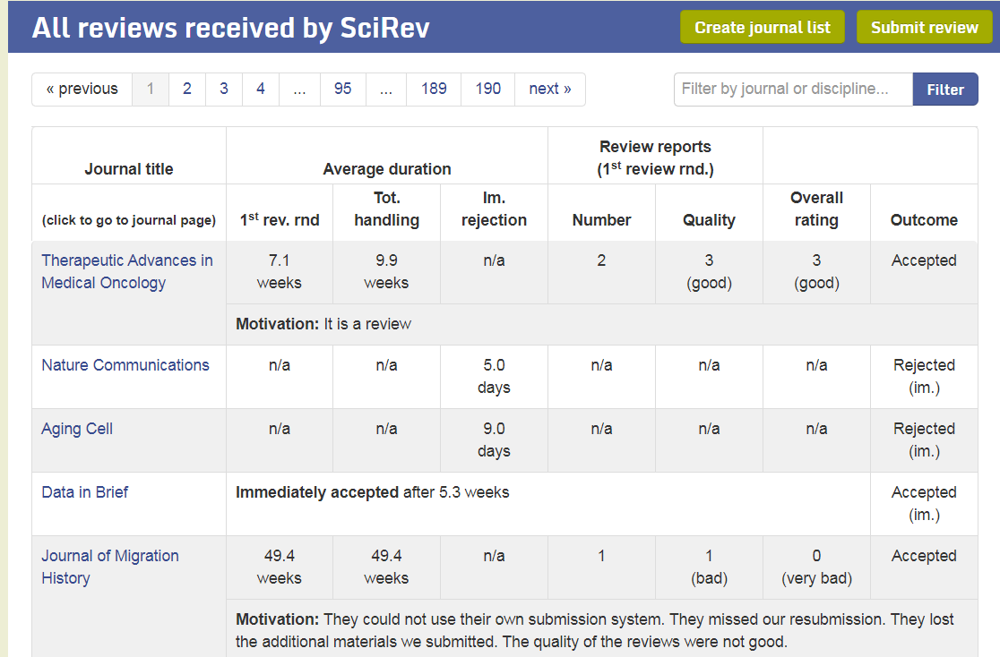 All reviews received by SciRev
Create journal list
Submit review
« previous 1 2 3 4 ... 95 ... 189 190 next »
Filter by journal or discipline...
Filter
Journal title
Average duration
Review reports
(1st review rnd.)
(click to go to journal page)
1st rev. rnd
Tot.
handling
Im.
rejection
Number
Quality
Overall
rating
Outcome
Therapeutic Advances in
Medical Oncology
7.1
weeks
9.9
weeks
n/a
2
3
(good)
3
(good)
Accepted
Motivation: It is a review
Nature Communications
n/a
n/a
5.0
days
n/a
n/a
n/a
Rejected
(im.)
Aging Cell
n/a
n/a
9.0
days
n/a
n/a
n/a
Rejected
(im.)
Data in Brief
Immediately accepted after 5.3 weeks
Accepted
(im.)
Journal of Migration
History
49.4
weeks
49.4
weeks
n/a
1
1
(bad)
0
(very bad)
Accepted
Motivation: They could not use their own submission system. They missed our resubmission. They lost
the additional materials we submitted. The quality of the reviews were not good.